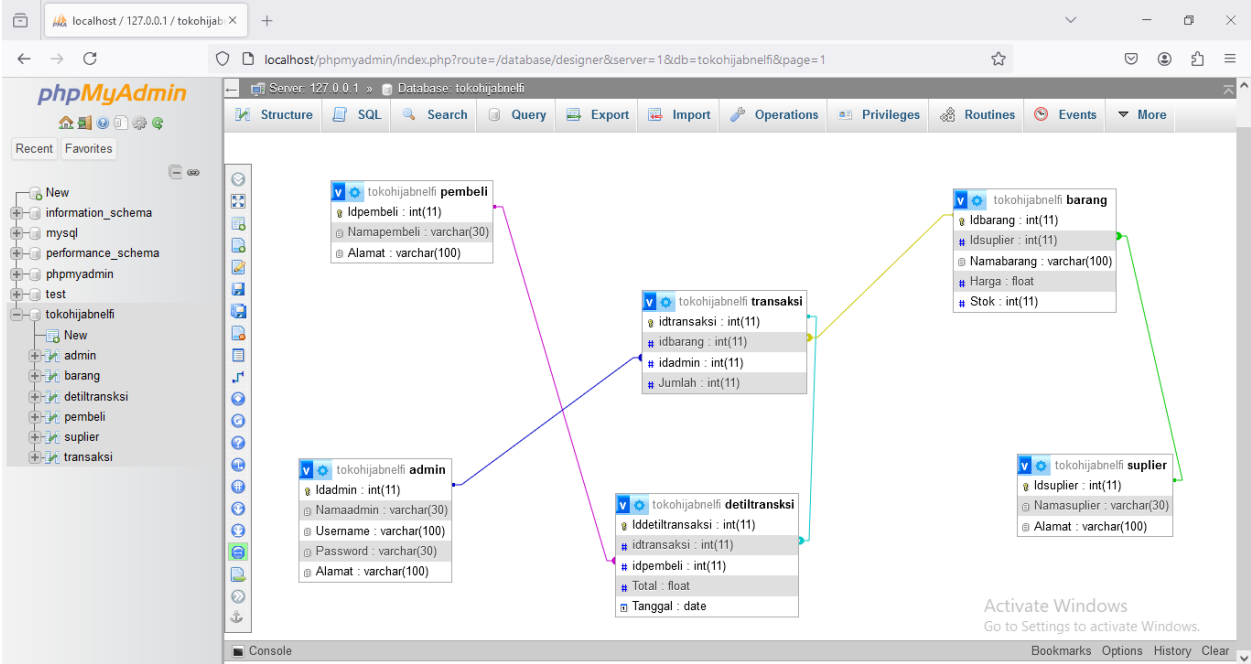 localhost / 127.0.0.1 / tokohijab
localhost/phpmyadmin/index.php?route=/database/designer&server=1&db=tokohijabnelfi&page=1
phpMyAdmin
Recent Favorites
New
information_schema
mysql
performance_schema
phpmyadmin
test
tokohijabnelfi
New
admin
barang
detiltransksi
pembeli
suplier
transaksi
Server: 127.0.0.1 » Database: tokohijabnelfi
Structure SQL Search Query Export Import Operations Privileges Routines Events More
tokohijabnelfi pembeli
Idpembeli : int(11)
Namapembeli : varchar(30)
Alamat : varchar(100)
tokohijabnelfi barang
Idbarang : int(11)
Idsuplier : int(11)
Namabarang : varchar(100)
Harga : float
Stok : int(11)
tokohijabnelfi transaksi
idtransaksi : int(11)
idbarang : int(11)
idadmin : int(11)
Jumlah : int(11)
tokohijabnelfi admin
Idadmin : int(11)
Namaadmin : varchar(30)
Username : varchar(100)
Password : varchar(30)
Alamat : varchar(100)
tokohijabnelfi detiltransksi
Iddetiltransaksi : int(11)
idtransaksi : int(11)
idpembeli : int(11)
Total : float
Tanggal : date
tokohijabnelfi suplier
Idsuplier : int(11)
Namasuplier : varchar(30)
Alamat : varchar(100)
Activate Windows
Go to Settings to activate Windows.
Console
Bookmarks Options History Clear